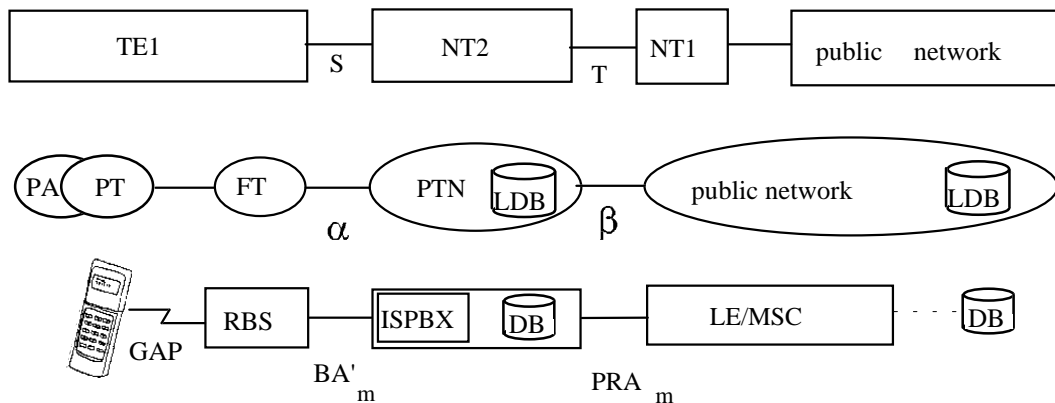 TE1 NT2 NT1 public network
S T
PA PT FT PTN LDB public network LDB
α β
RBS ISPBX DB LE/MSC DB
GAP BA'm PRA m